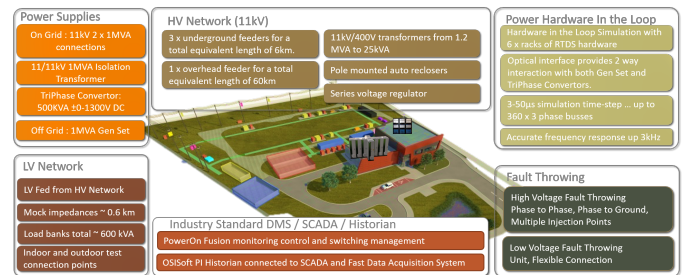 Power Supplies
On Grid : 11kV 2 x 1MVA
connections
11/11kV 1MVA Isolation
Transformer
TriPhase Convertor:
500KVA ±0-1300V DC
Off Grid : 1MVA Gen Set
HV Network (11kV)
3 x underground feeders for a
total equivalent length of 6km.
1 x overhead feeder for a total
equivalent length of 60km
11kV/400V transformers from 1.2
MVA to 25kVA
Pole mounted auto reclosers
Series voltage regulator
Power Hardware In the Loop
Hardware in the Loop Simulation with
6 x racks of RTDS hardware
Optical interface provides 2 way
interaction with both Gen Set and
TriPhase Convertors.
3-50µs simulation time-step ... up to
360 x 3 phase busses
Accurate frequency response up 3kHz
LV Network
LV Fed from HV Network
Mock impedances ~ 0.6 km
Load banks total ~ 600 kVA
Indoor and outdoor test
connection points
Industry Standard DMS / SCADA / Historian
PowerOn Fusion monitoring control and switching management
OSISoft PI Historian connected to SCADA and Fast Data Acquisition System
Fault Throwing
High Voltage Fault Throwing
Phase to Phase, Phase to Ground,
Multiple Injection Points
Low Voltage Fault Throwing
Unit, Flexible Connection